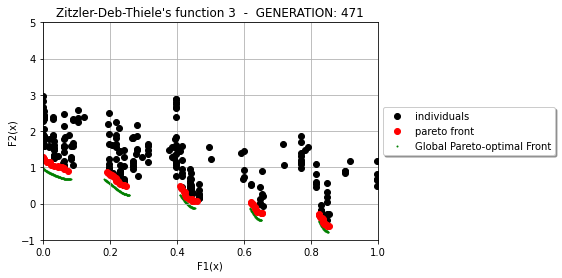 Zitzler-Deb-Thiele's function 3 - GENERATION: 471
5
4
3
2
1
0
−1
F2(x)
0.0 0.2 0.4 0.6 0.8 1.0
F1(x)
individuals
pareto front
Global Pareto-optimal Front